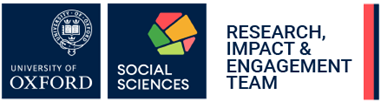 UNIVERSITY OF
OXFORD
SOCIAL
SCIENCES
RESEARCH,
IMPACT &
ENGAGEMENT
TEAM